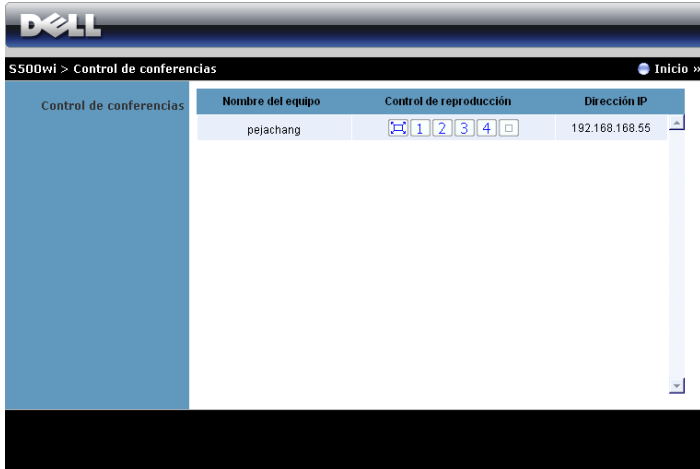 DELL
S500wi > Control de conferencias
Inicio »
Control de conferencias
Nombre del equipo Control de reproducción Dirección IP
pejachang 1 2 3 4 192.168.168.55